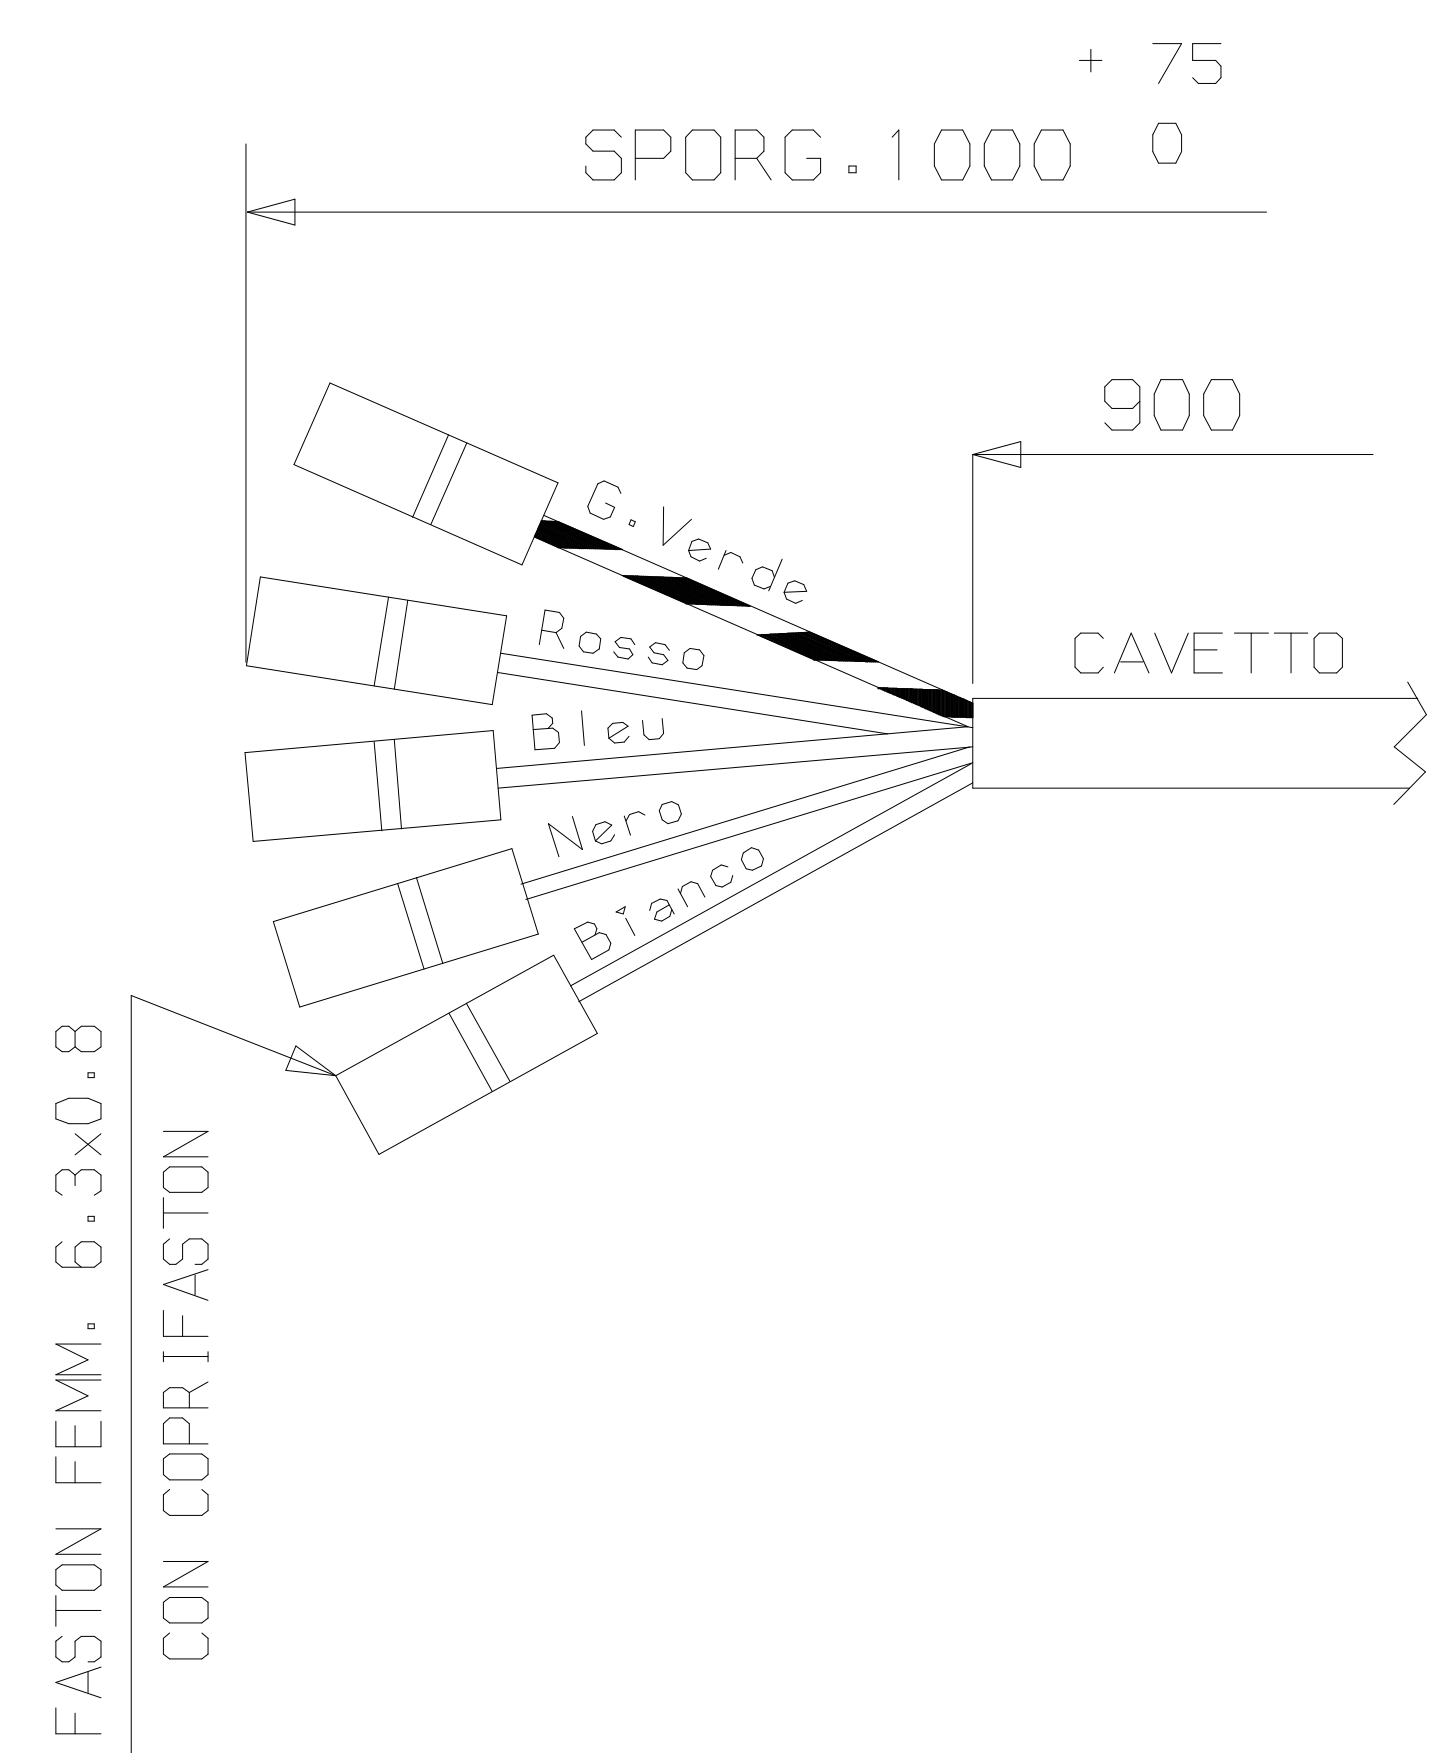 + 75
SPORG.1000 0
900
G.Verde
Rosso
CAVETTO
Bleu
Nero
Bianco
FASTON FEMM. 6.3x0.8
CON COPRIFASTON